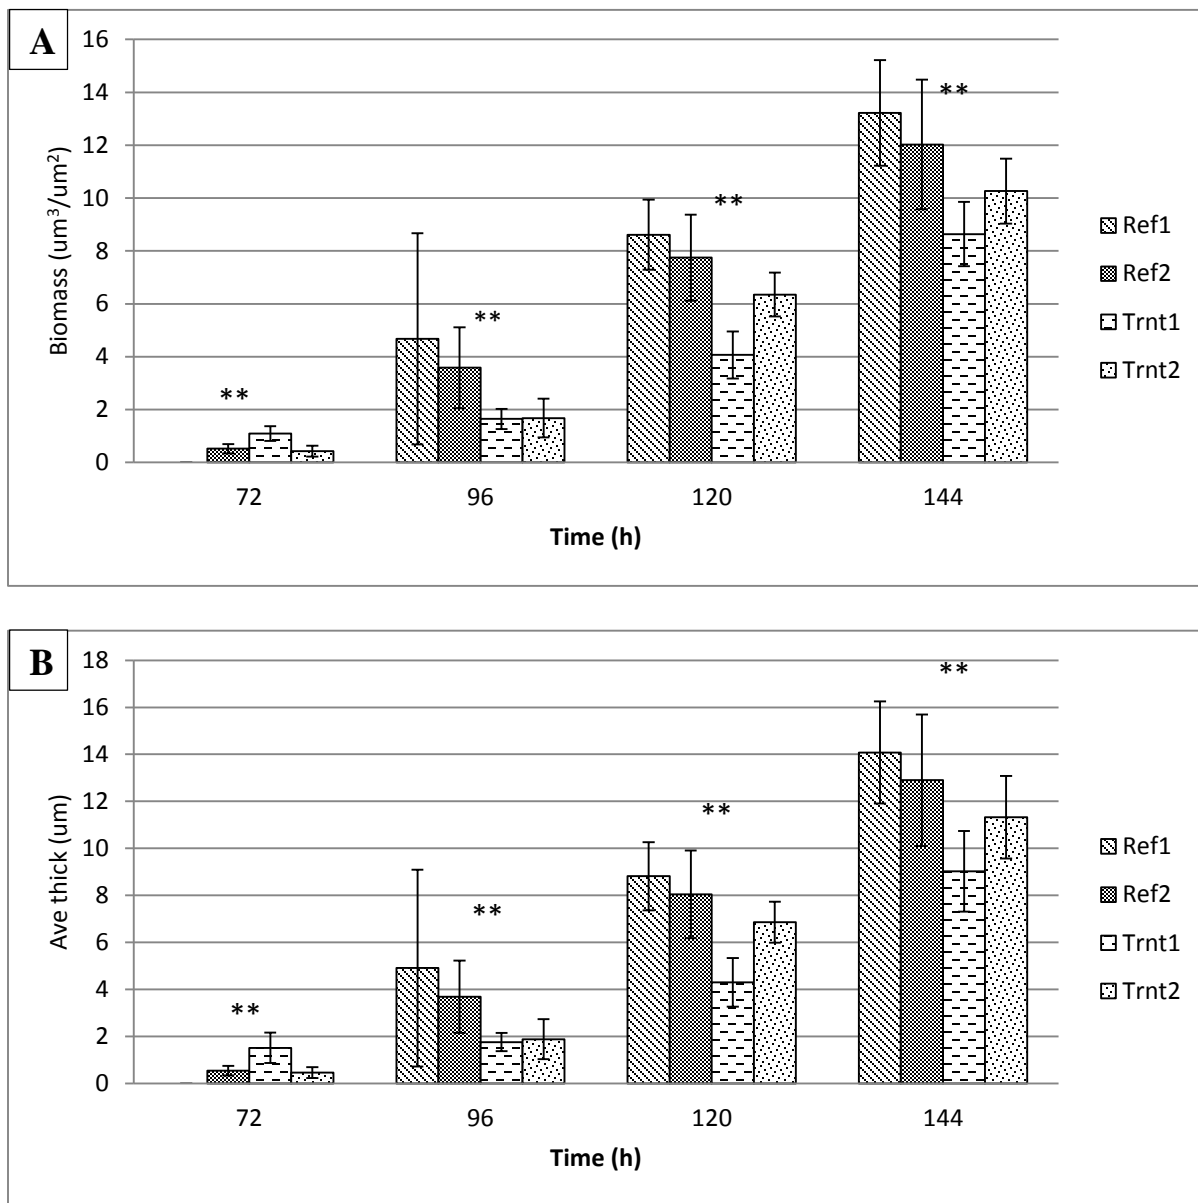 A
16
14
12
10
8
6
4
2
0
Biomass (um³/um²)
**
**
**
**
72 96 120 144
Time (h)
Ref1
Ref2
Trnt1
Trnt2
B
18
16
14
12
10
8
6
4
2
0
Ave thick (um)
**
**
**
**
72 96 120 144
Time (h)
Ref1
Ref2
Trnt1
Trnt2